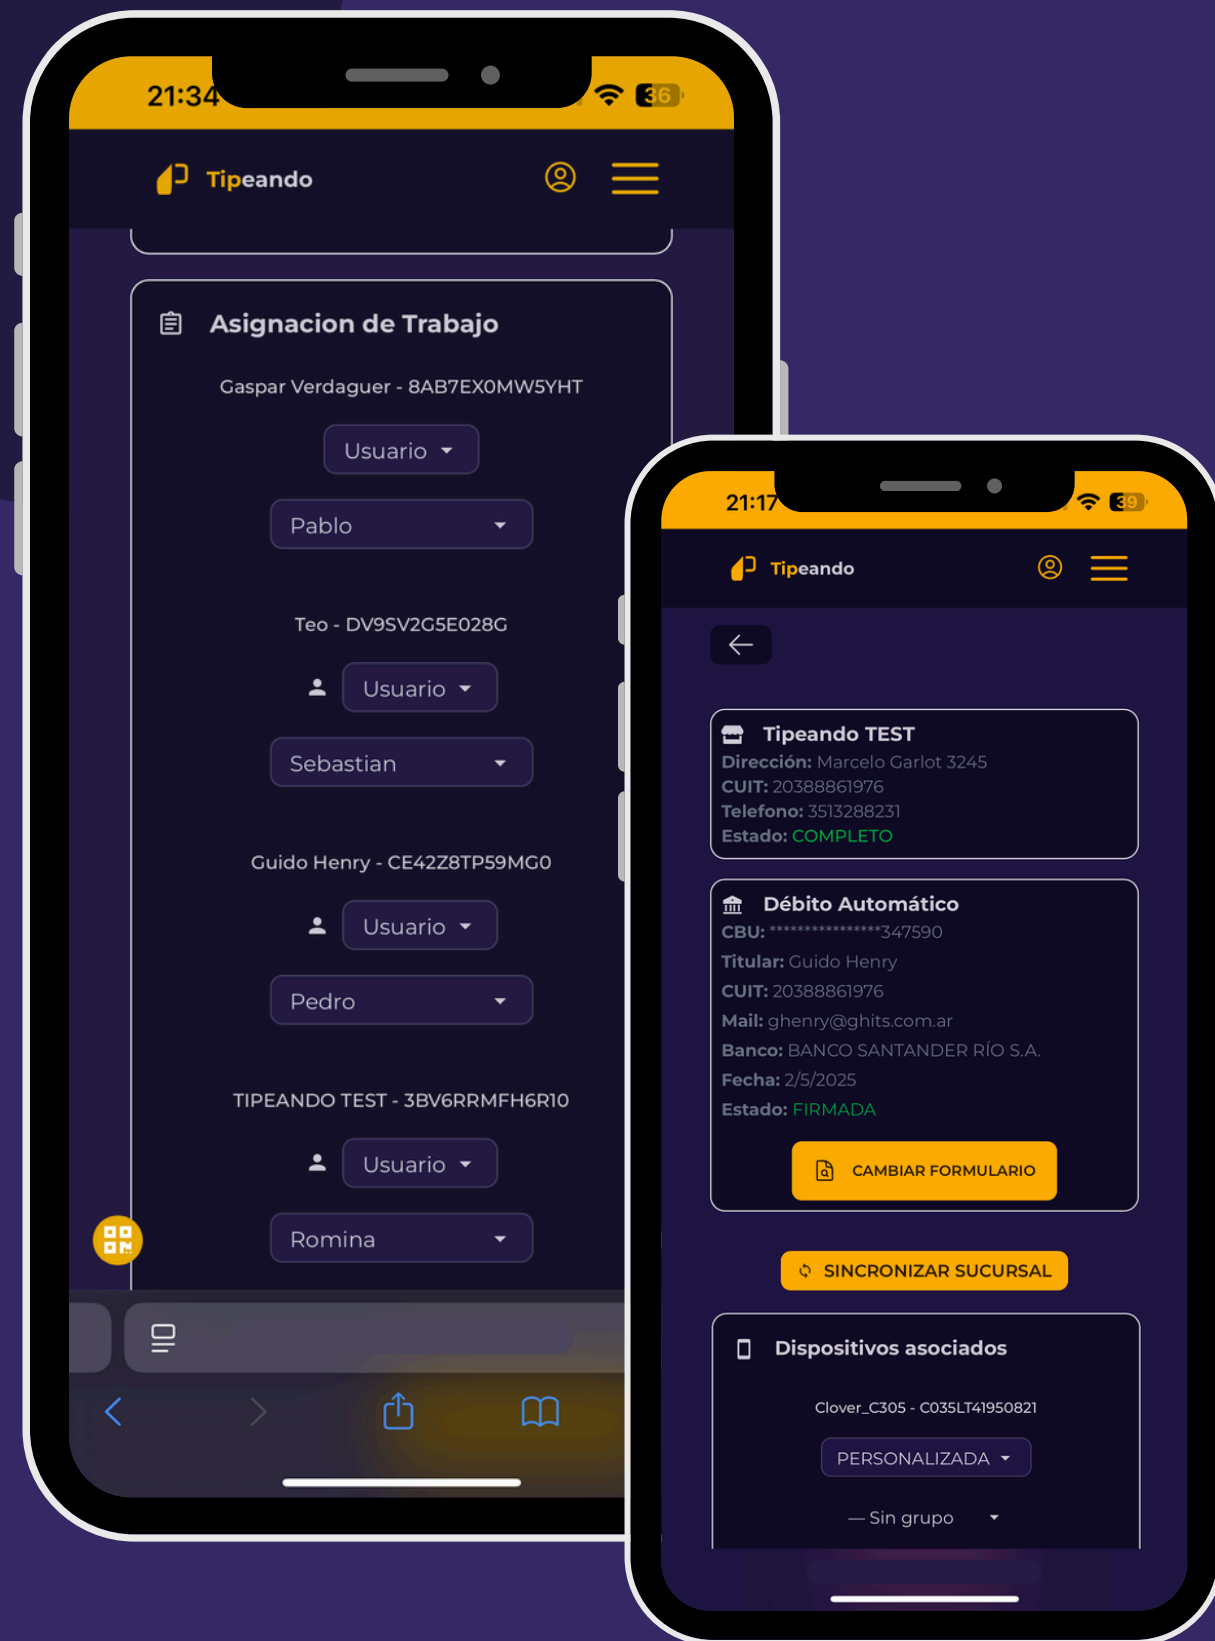 21:34
36
Tipeando
Asignacion de Trabajo
Gaspar Verdaguer - 8AB7EX0MW5YHT
Usuario
Pablo
Teo - DV9SV2G5E028G
Usuario
Sebastian
Guido Henry - CE42Z8TP59MG0
Usuario
Pedro
TIPEANDO TEST - 3BV6RRMFH6R10
Usuario
Romina
21:17
39
Tipeando
Tipeando TEST
Dirección: Marcelo Garlot 3245
CUIT: 20388861976
Telefono: 3513288231
Estado: COMPLETO
Débito Automático
CBU: ****************347590
Titular: Guido Henry
CUIT: 20388861976
Mail: ghenry@ghits.com.ar
Banco: BANCO SANTANDER RÍO S.A.
Fecha: 2/5/2025
Estado: FIRMADA
CAMBIAR FORMULARIO
SINCRONIZAR SUCURSAL
Dispositivos asociados
Clover_C305 - C035LT41950821
PERSONALIZADA
— Sin grupo